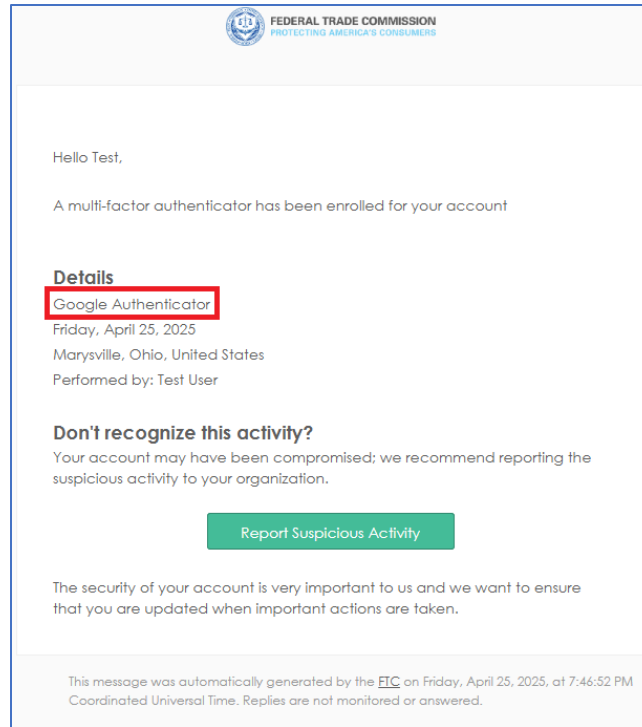 FEDERAL TRADE COMMISSION
PROTECTING AMERICA'S CONSUMERS
Hello Test,
A multi-factor authenticator has been enrolled for your account
Details
Google Authenticator
Friday, April 25, 2025
Marysville, Ohio, United States
Performed by: Test User
Don't recognize this activity?
Your account may have been compromised; we recommend reporting the
suspicious activity to your organization.
Report Suspicious Activity
The security of your account is very important to us and we want to ensure
that you are updated when important actions are taken.
This message was automatically generated by the FTC on Friday, April 25, 2025, at 7:46:52 PM
Coordinated Universal Time. Replies are not monitored or answered.